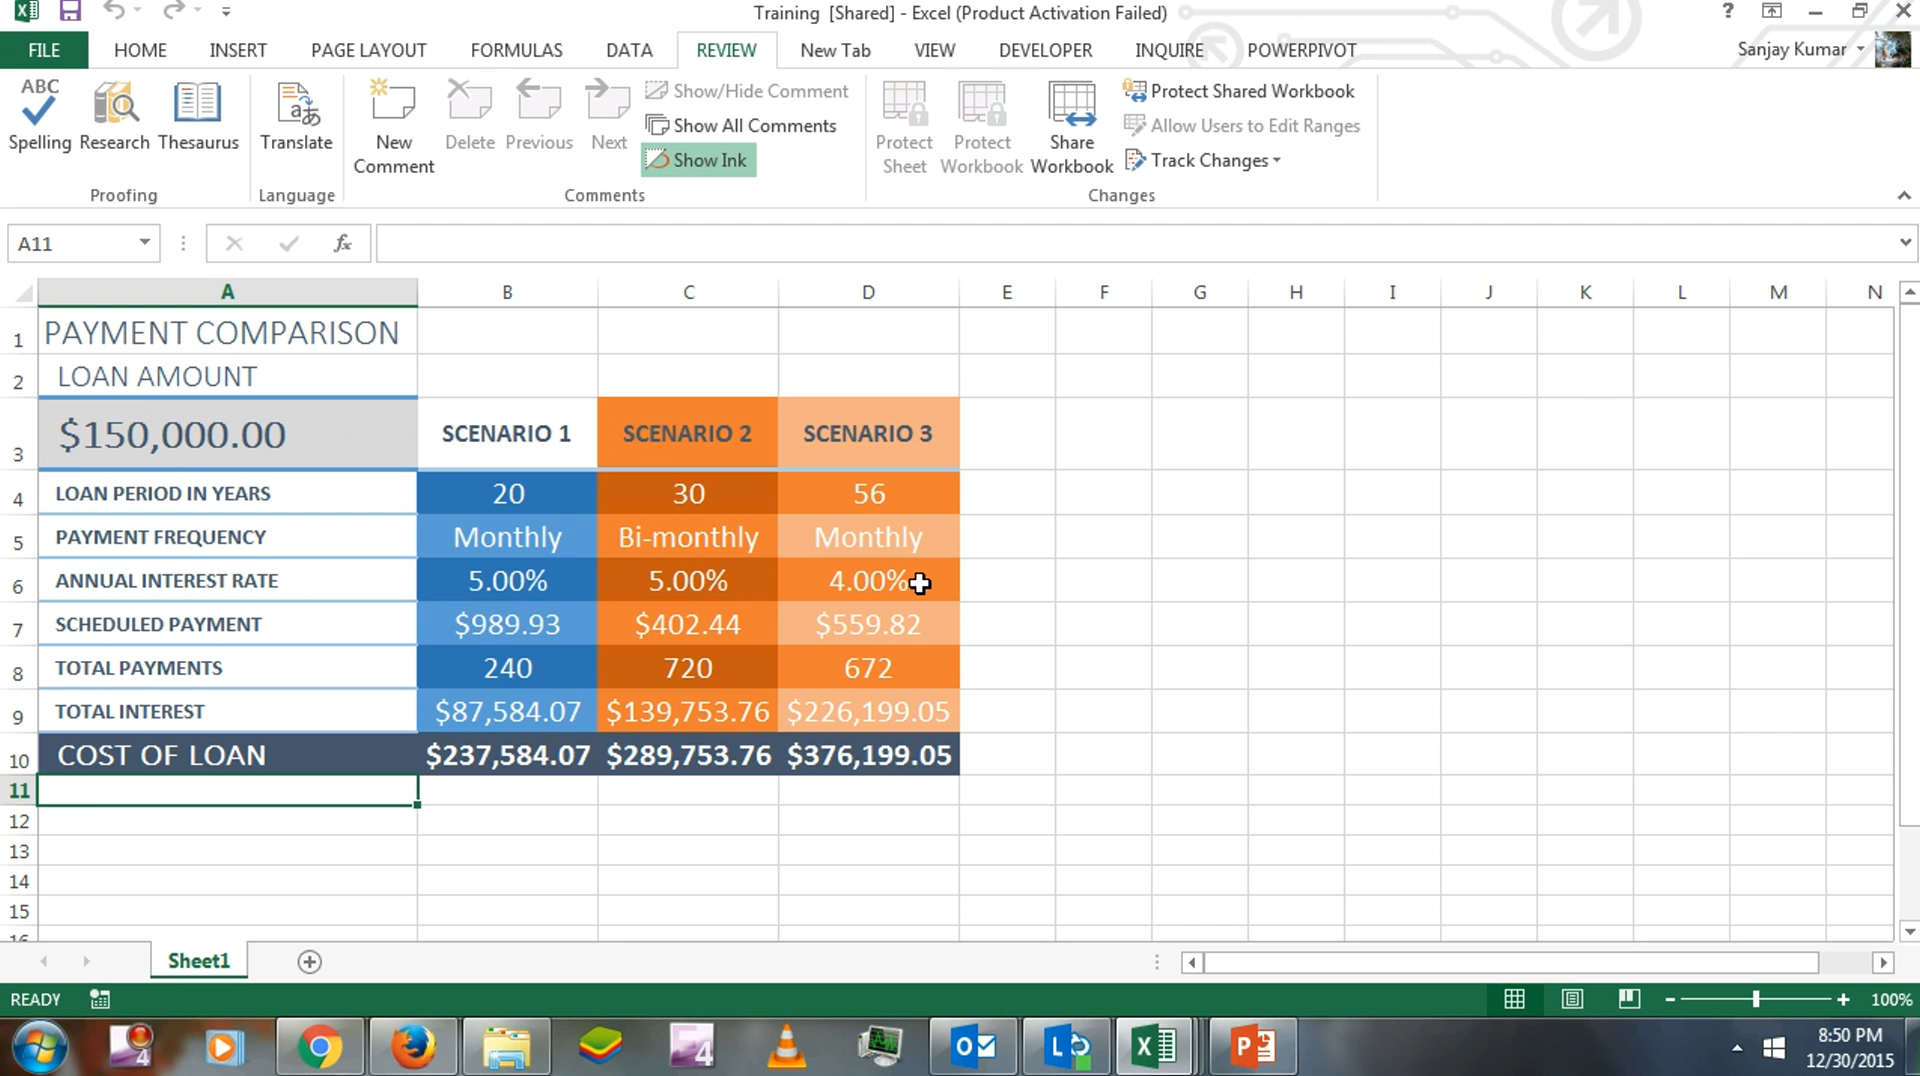 Training [Shared] - Excel (Product Activation Failed)
FILE HOME INSERT PAGE LAYOUT FORMULAS DATA REVIEW New Tab VIEW DEVELOPER INQUIRE POWERPIVOT Sanjay Kumar
ABC
Spelling Research Thesaurus
Proofing
Translate
Language
New Comment
Delete
Previous
Next
Show/Hide Comment
Show All Comments
Show Ink
Comments
Protect Sheet
Protect Workbook
Share Workbook
Protect Shared Workbook
Allow Users to Edit Ranges
Track Changes
Changes
A11 fx
A B C D E F G H I J K L M N
1 PAYMENT COMPARISON
2 LOAN AMOUNT
3 $150,000.00 SCENARIO 1 SCENARIO 2 SCENARIO 3
4 LOAN PERIOD IN YEARS 20 30 56
5 PAYMENT FREQUENCY Monthly Bi-monthly Monthly
6 ANNUAL INTEREST RATE 5.00% 5.00% 4.00%
7 SCHEDULED PAYMENT $989.93 $402.44 $559.82
8 TOTAL PAYMENTS 240 720 672
9 TOTAL INTEREST $87,584.07 $139,753.76 $226,199.05
10 COST OF LOAN $237,584.07 $289,753.76 $376,199.05
11
12
13
14
15
16
Sheet1
READY 100%
8:50 PM
12/30/2015